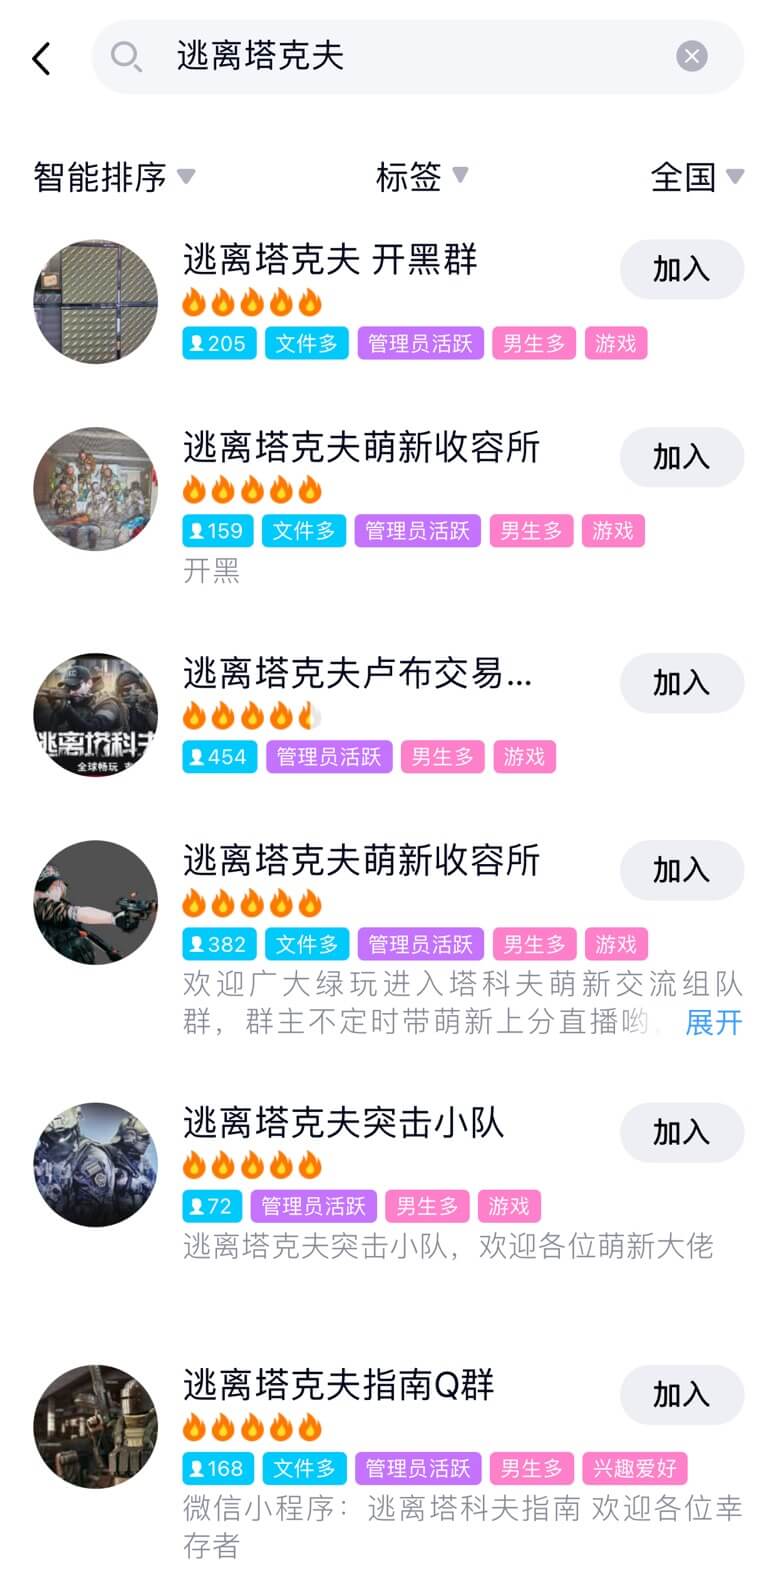 逃离塔克夫
智能排序
标签
全国
逃离塔克夫 开黑群
加入
205 文件多 管理员活跃 男生多 游戏
逃离塔克夫萌新收容所
加入
159 文件多 管理员活跃 男生多 游戏
开黑
逃离塔克夫卢布交易...
加入
逃离塔科夫
全球畅玩
454 管理员活跃 男生多 游戏
逃离塔克夫萌新收容所
加入
382 文件多 管理员活跃 男生多 游戏
欢迎广大绿玩进入塔科夫萌新交流组队
群，群主不定时带萌新上分直播哟， 展开
逃离塔克夫突击小队
加入
72 管理员活跃 男生多 游戏
逃离塔克夫突击小队，欢迎各位萌新大佬
逃离塔克夫指南Q群
加入
168 文件多 管理员活跃 男生多 兴趣爱好
微信小程序：逃离塔科夫指南 欢迎各位幸
存者